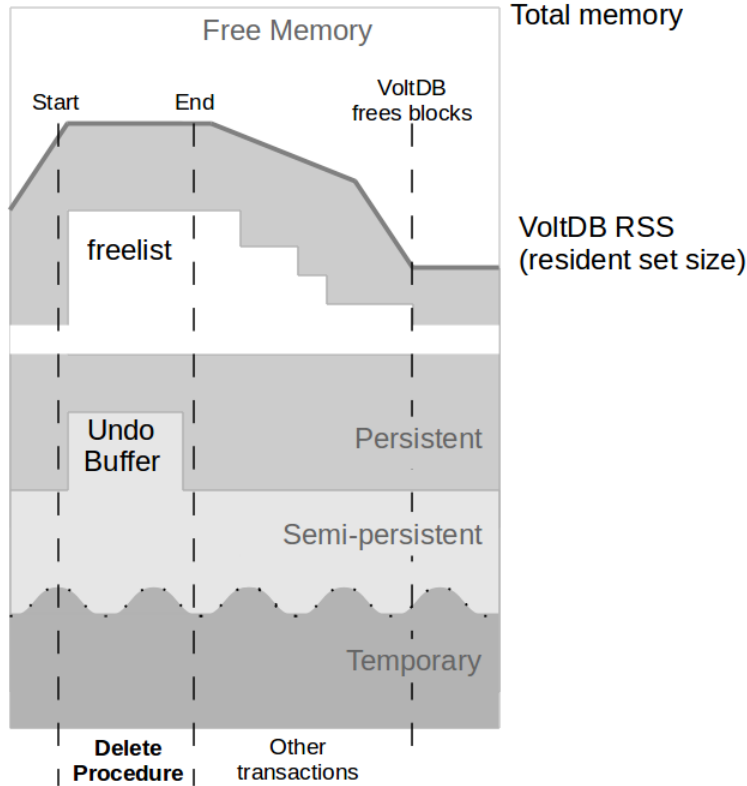 Total memory
Free Memory
Start
End
VoltDB
frees blocks
freelist
VoltDB RSS
(resident set size)
Undo
Buffer
Persistent
Semi-persistent
Temporary
Delete
Procedure
Other
transactions